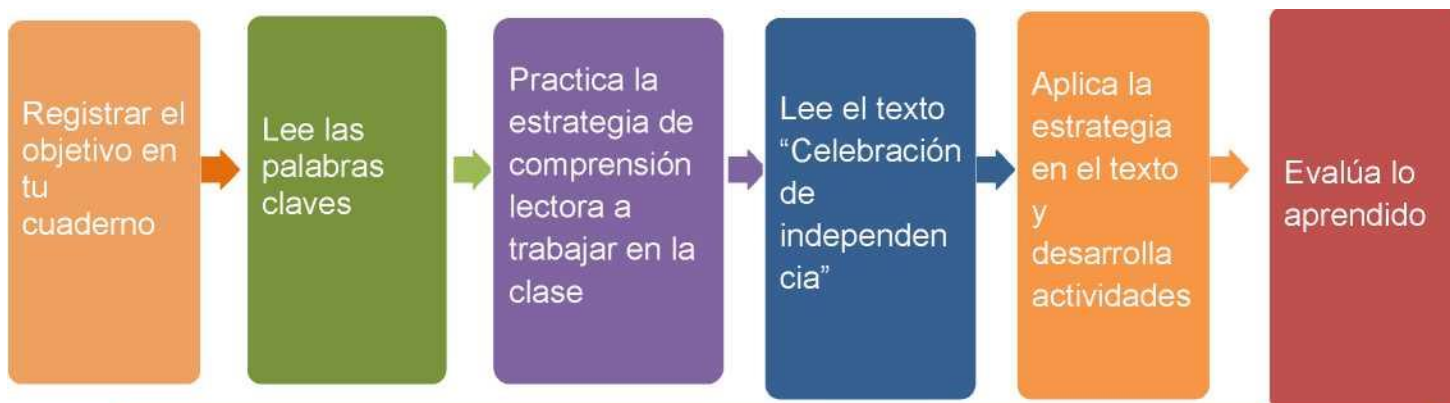 Registrar el
objetivo en
tu
cuaderno
Lee las
palabras
claves
Practica la
estrategia de
comprensión
lectora a
trabajar en la
clase
Lee el texto
“Celebración
de
independen
cia”
Aplica la
estrategia
en el texto
y
desarrolla
actividades
Evalúa lo
aprendido